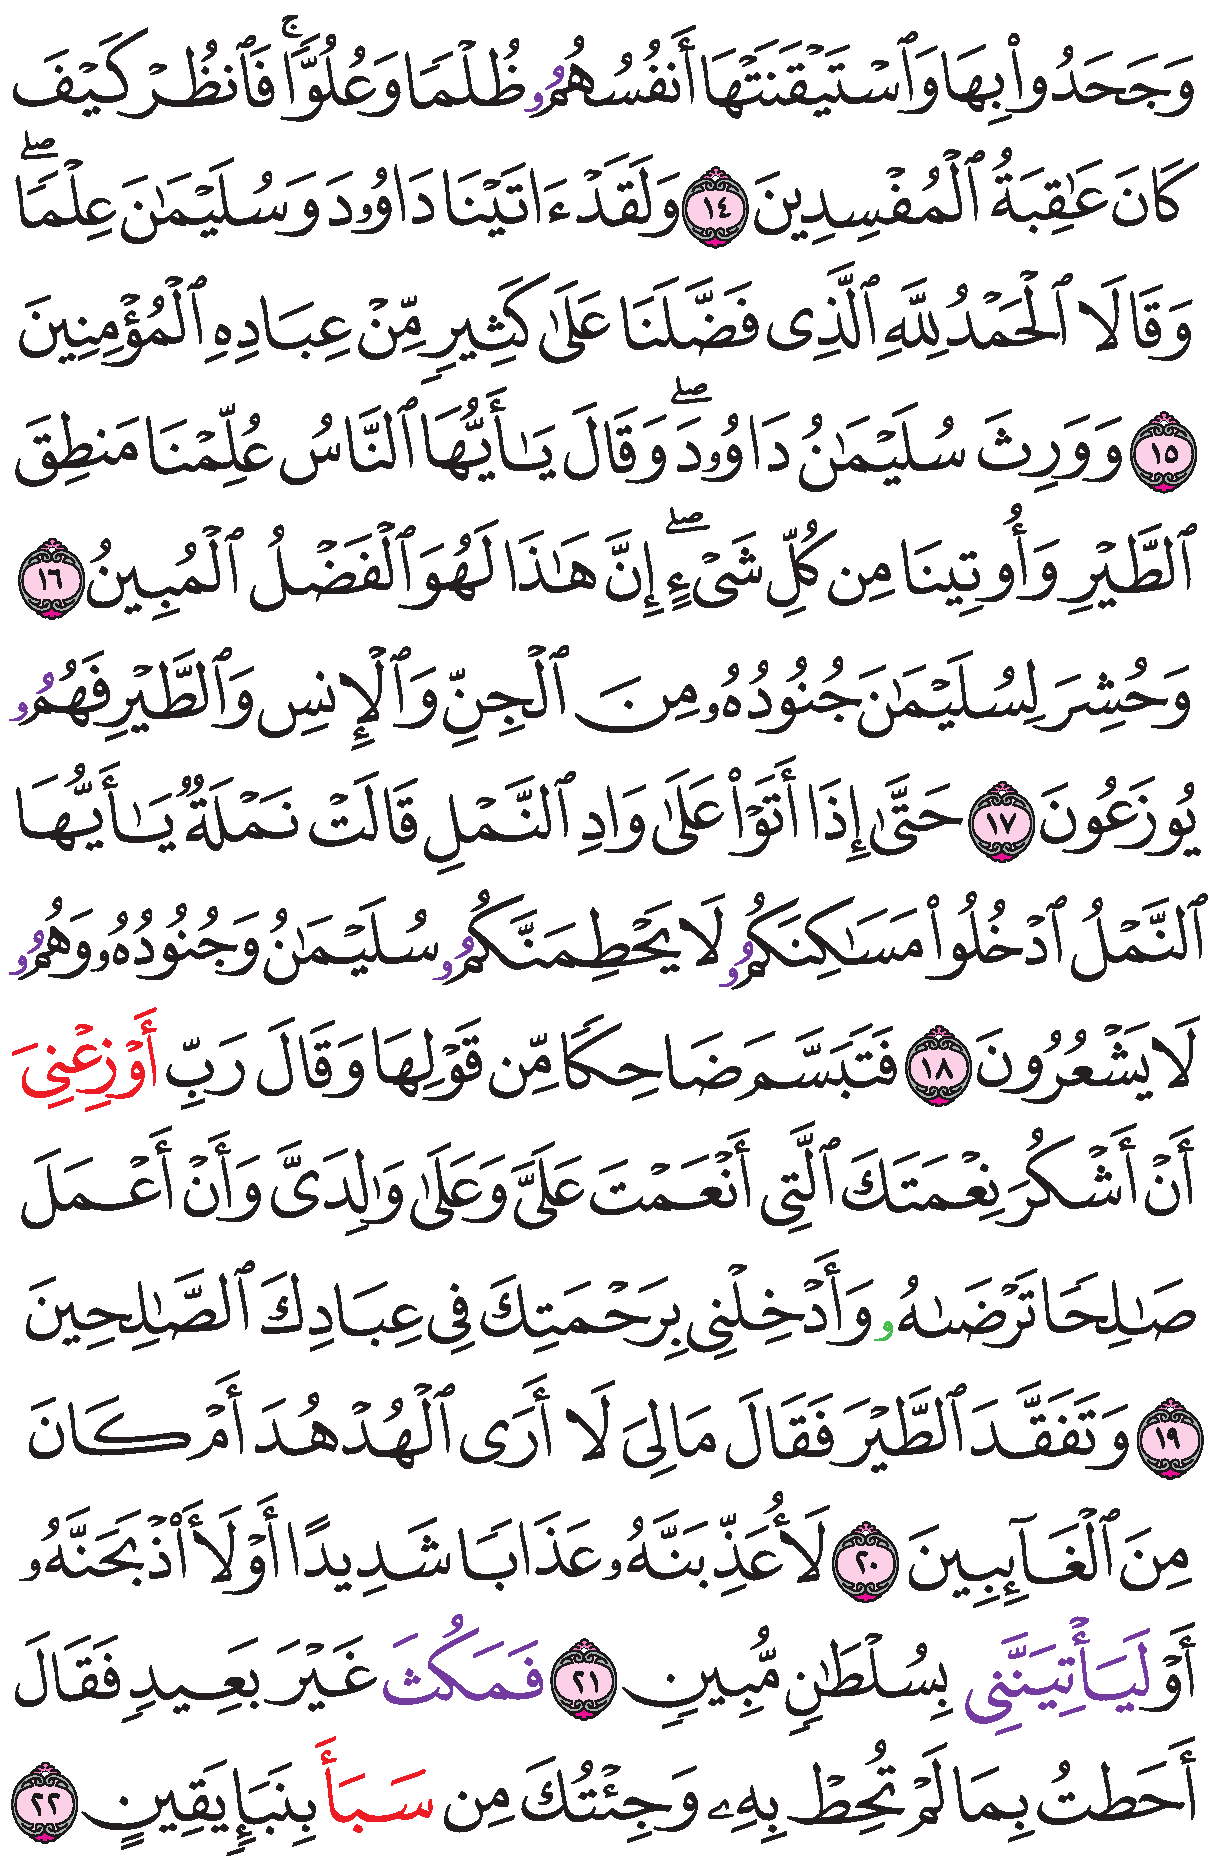 وَجَحَدُوا۟ بِهَا وَٱسْتَيْقَنَتْهَا أَنفُسُهُمُۥ ظُلْمًا وَعُلُوًّا ۚ فَٱنظُرْ كَيْفَ
كَانَ عَٰقِبَةُ ٱلْمُفْسِدِينَ ١٤ وَلَقَدْ ءَاتَيْنَا دَاوُۥدَ وَسُلَيْمَٰنَ عِلْمًا ۖ
وَقَالَا ٱلْحَمْدُ لِلَّهِ ٱلَّذِى فَضَّلَنَا عَلَىٰ كَثِيرٍ مِّنْ عِبَادِهِ ٱلْمُؤْمِنِينَ
١٥ وَوَرِثَ سُلَيْمَٰنُ دَاوُۥدَ ۖ وَقَالَ يَٰأَيُّهَا ٱلنَّاسُ عُلِّمْنَا مَنطِقَ
ٱلطَّيْرِ وَأُوتِينَا مِن كُلِّ شَىْءٍ ۖ إِنَّ هَٰذَا لَهُوَ ٱلْفَضْلُ ٱلْمُبِينُ ١٦
وَحُشِرَ لِسُلَيْمَٰنَ جُنُودُهُۥ مِنَ ٱلْجِنِّ وَٱلْإِنسِ وَٱلطَّيْرِ فَهُمُۥ
يُوزَعُونَ ١٧ حَتَّىٰ إِذَا أَتَوْا۟ عَلَىٰ وَادِ ٱلنَّمْلِ قَالَتْ نَمْلَةٌ يَٰأَيُّهَا
ٱلنَّمْلُ ٱدْخُلُوا۟ مَسَٰكِنَكُمُۥ لَا يَحْطِمَنَّكُمُۥ سُلَيْمَٰنُ وَجُنُودُهُۥ وَهُمُۥ
لَا يَشْعُرُونَ ١٨ فَتَبَسَّمَ ضَاحِكًا مِّن قَوْلِهَا وَقَالَ رَبِّ أَوْزِعْنِىَ
أَنْ أَشْكُرَ نِعْمَتَكَ ٱلَّتِى أَنْعَمْتَ عَلَىَّ وَعَلَىٰ وَٰلِدَىَّ وَأَنْ أَعْمَلَ
صَٰلِحًا تَرْضَىٰهُۥ وَأَدْخِلْنِى بِرَحْمَتِكَ فِى عِبَادِكَ ٱلصَّٰلِحِينَ
١٩ وَتَفَقَّدَ ٱلطَّيْرَ فَقَالَ مَا لِىَ لَا أَرَى ٱلْهُدْهُدَ أَمْ كَانَ
مِنَ ٱلْغَآئِبِينَ ٢٠ لَأُعَذِّبَنَّهُۥ عَذَابًا شَدِيدًا أَوْ لَأَا۟ذْبَحَنَّهُۥ
أَوْ لَيَأْتِيَنَّنِى بِسُلْطَٰنٍ مُّبِينٍ ٢١ فَمَكُثَ غَيْرَ بَعِيدٍ فَقَالَ
أَحَطتُ بِمَا لَمْ تُحِطْ بِهِۦ وَجِئْتُكَ مِن سَبَأَ بِنَبَإٍ يَقِينٍ ٢٢